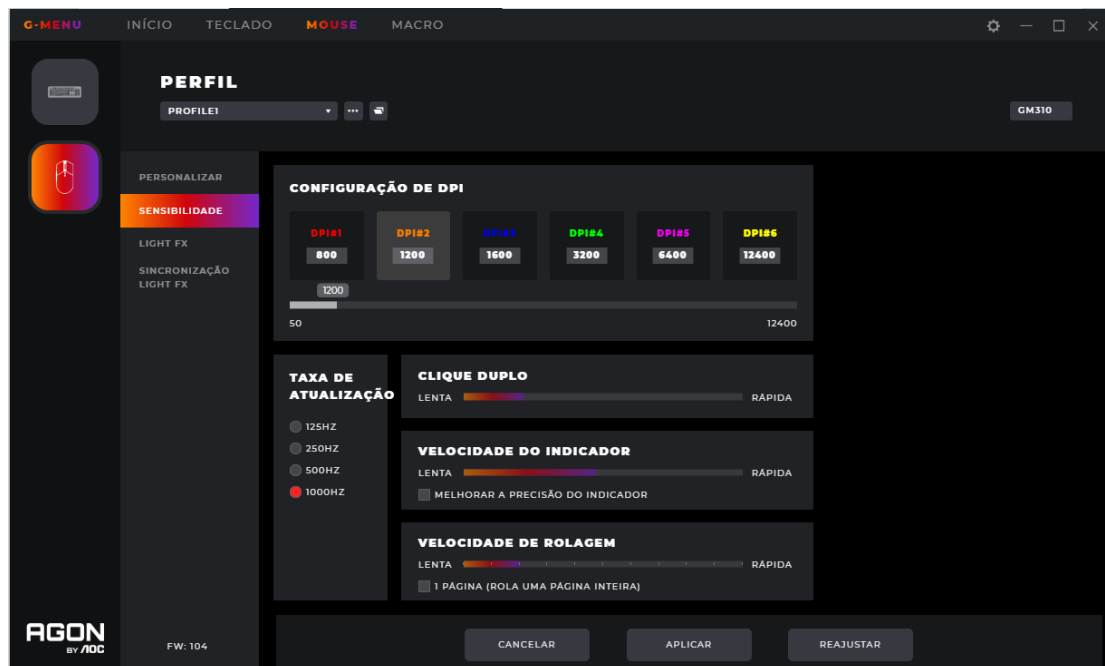 G-MENU
INÍCIO
TECLADO
MOUSE
MACRO
PERFIL
PROFILE1
GM310
PERSONALIZAR
SENSIBILIDADE
LIGHT FX
SINCRONIZAÇÃO
LIGHT FX
CONFIGURAÇÃO DE DPI
DPI#1
DPI#2
DPI#3
DPI#4
DPI#5
DPI#6
800
1200
1600
3200
6400
12400
1200
50
12400
TAXA DE
ATUALIZAÇÃO
125HZ
250HZ
500HZ
1000HZ
CLIQUE DUPLO
LENTA
RÁPIDA
VELOCIDADE DO INDICADOR
LENTA
RÁPIDA
MELHORAR A PRECISÃO DO INDICADOR
VELOCIDADE DE ROLAGEM
LENTA
RÁPIDA
1 PÁGINA (ROLA UMA PÁGINA INTEIRA)
AGON
BY AOC
FW: 104
CANCELAR
APLICAR
REAJUSTAR